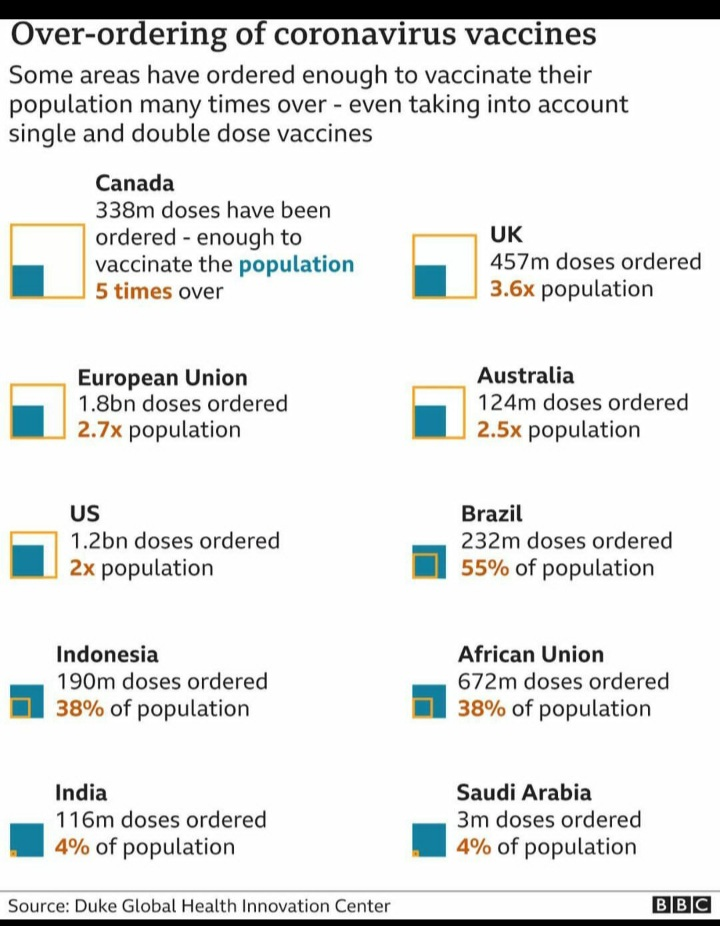 Over-ordering of coronavirus vaccines
Some areas have ordered enough to vaccinate their
population many times over - even taking into account
single and double dose vaccines
Canada
338m doses have been
ordered - enough to
vaccinate the population
5 times over
UK
457m doses ordered
3.6x population
European Union
1.8bn doses ordered
2.7x population
Australia
124m doses ordered
2.5x population
US
1.2bn doses ordered
2x population
Brazil
232m doses ordered
55% of population
Indonesia
190m doses ordered
38% of population
African Union
672m doses ordered
38% of population
India
116m doses ordered
4% of population
Saudi Arabia
3m doses ordered
4% of population
Source: Duke Global Health Innovation Center
BBC